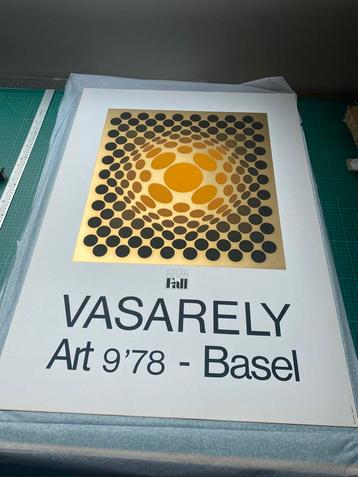 Fall
VASARELY
Art 9'78 - Basel